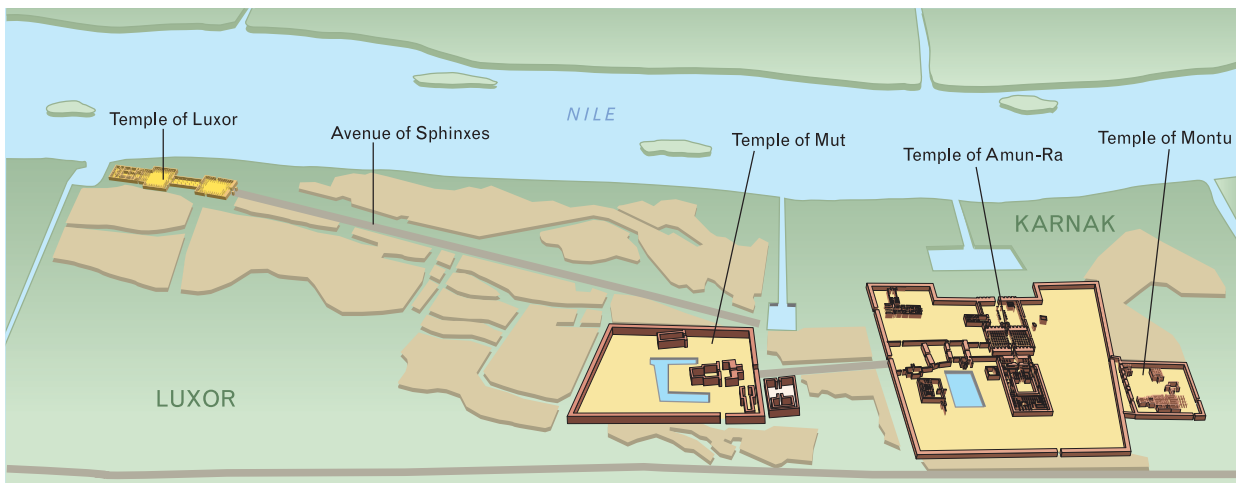 Temple of Luxor
Avenue of Sphinxes
NILE
Temple of Mut
Temple of Amun-Ra
Temple of Montu
KARNAK
LUXOR